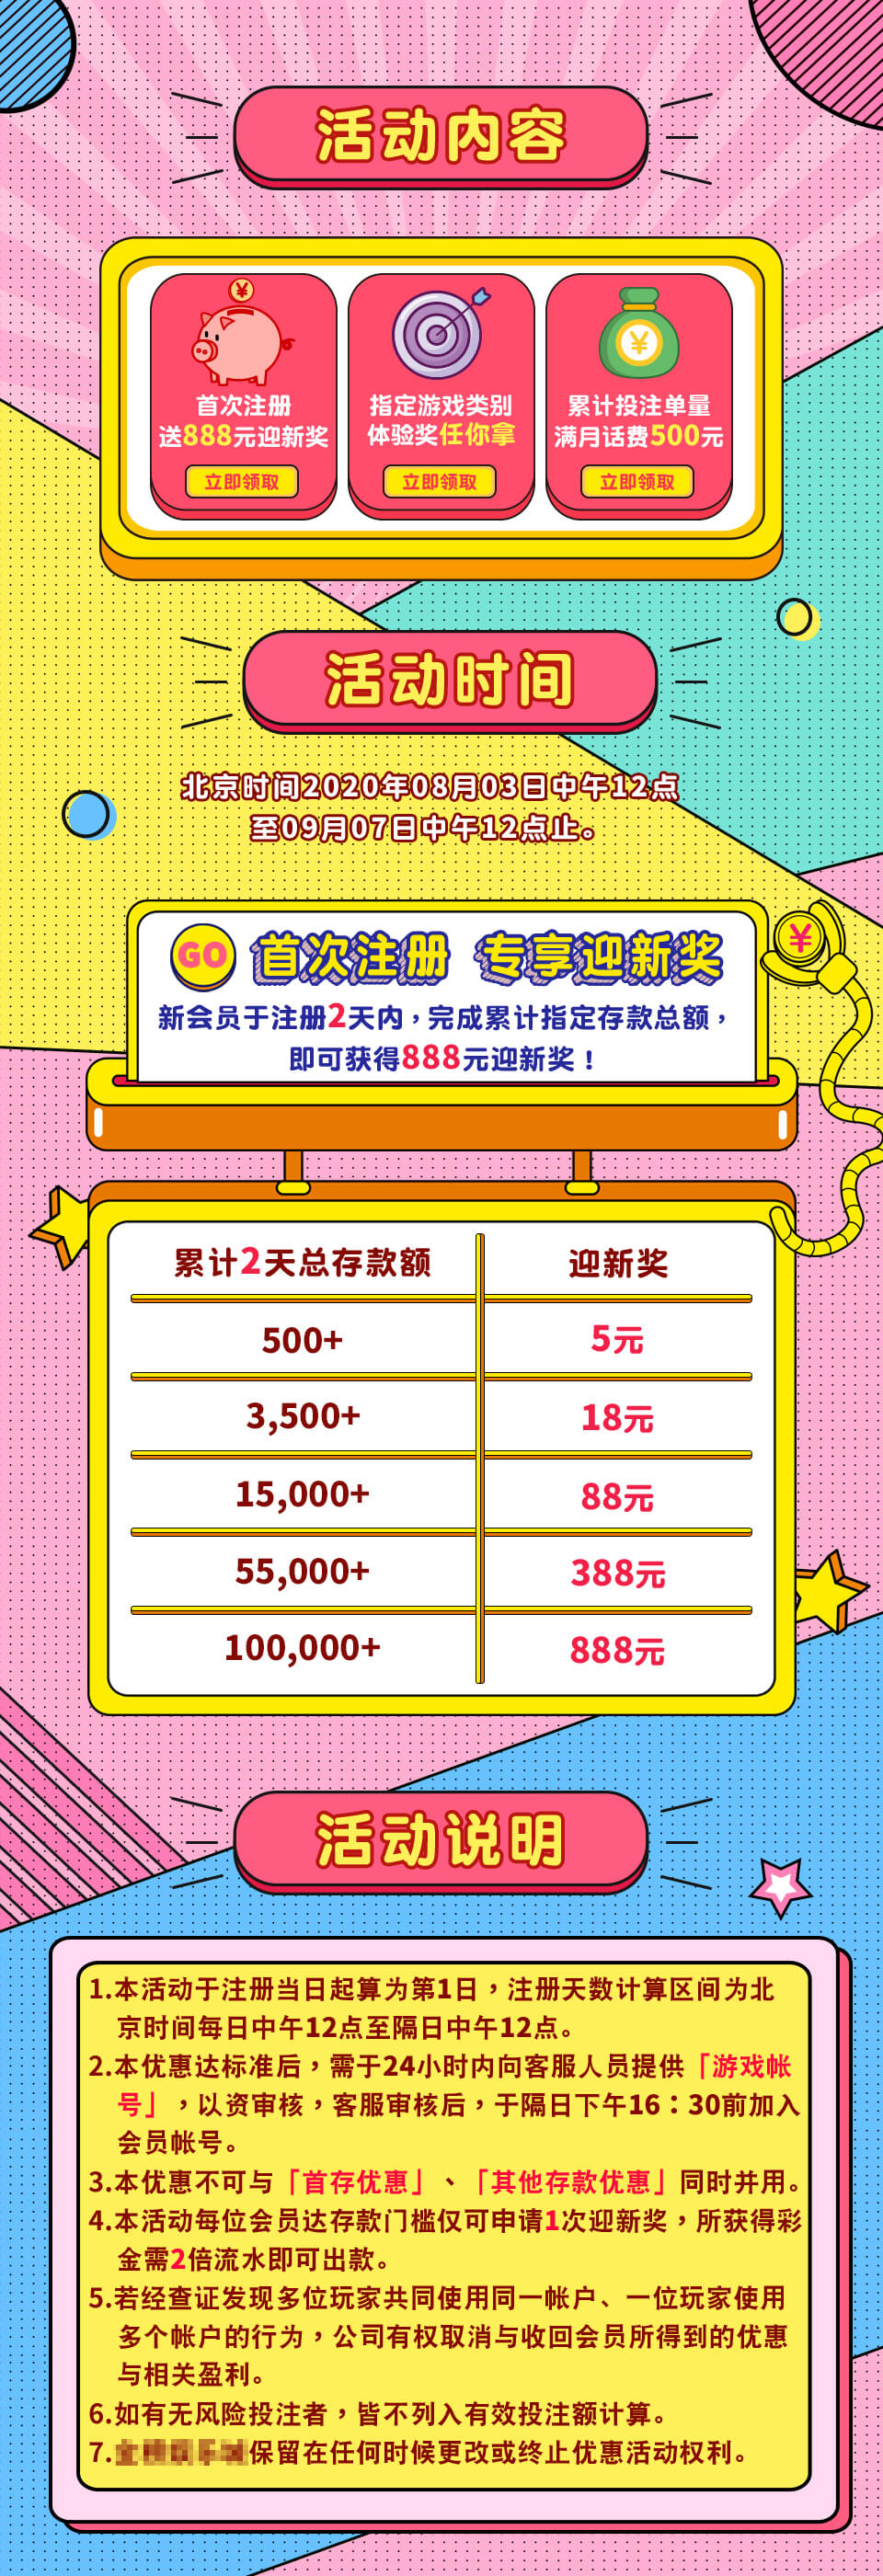 活动内容
¥
¥
首次注册
送888元迎新奖
立即领取
指定游戏类别
体验奖任你拿
立即领取
累计投注单量
满月话费500元
立即领取
活动时间
北京时间2020年08月03日中午12点
至09月07日中午12点止。
GO 首次注册 专享迎新奖
¥
新会员于注册2天内，完成累计指定存款总额，
即可获得888元迎新奖！
累计2天总存款额 迎新奖
500+ 5元
3,500+ 18元
15,000+ 88元
55,000+ 388元
100,000+ 888元
活动说明
1.本活动于注册当日起算为第1日，注册天数计算区间为北
京时间每日中午12点至隔日中午12点。
2.本优惠达标准后，需于24小时内向客服人员提供「游戏帐
号」，以资审核，客服审核后，于隔日下午16：30前加入
会员帐号。
3.本优惠不可与「首存优惠」、「其他存款优惠」同时并用。
4.本活动每位会员达存款门槛仅可申请1次迎新奖，所获得彩
金需2倍流水即可出款。
5.若经查证发现多位玩家共同使用同一帐户、一位玩家使用
多个帐户的行为，公司有权取消与收回会员所得到的优惠
与相关盈利。
6.如有无风险投注者，皆不列入有效投注额计算。
7.保留在任何时候更改或终止优惠活动权利。